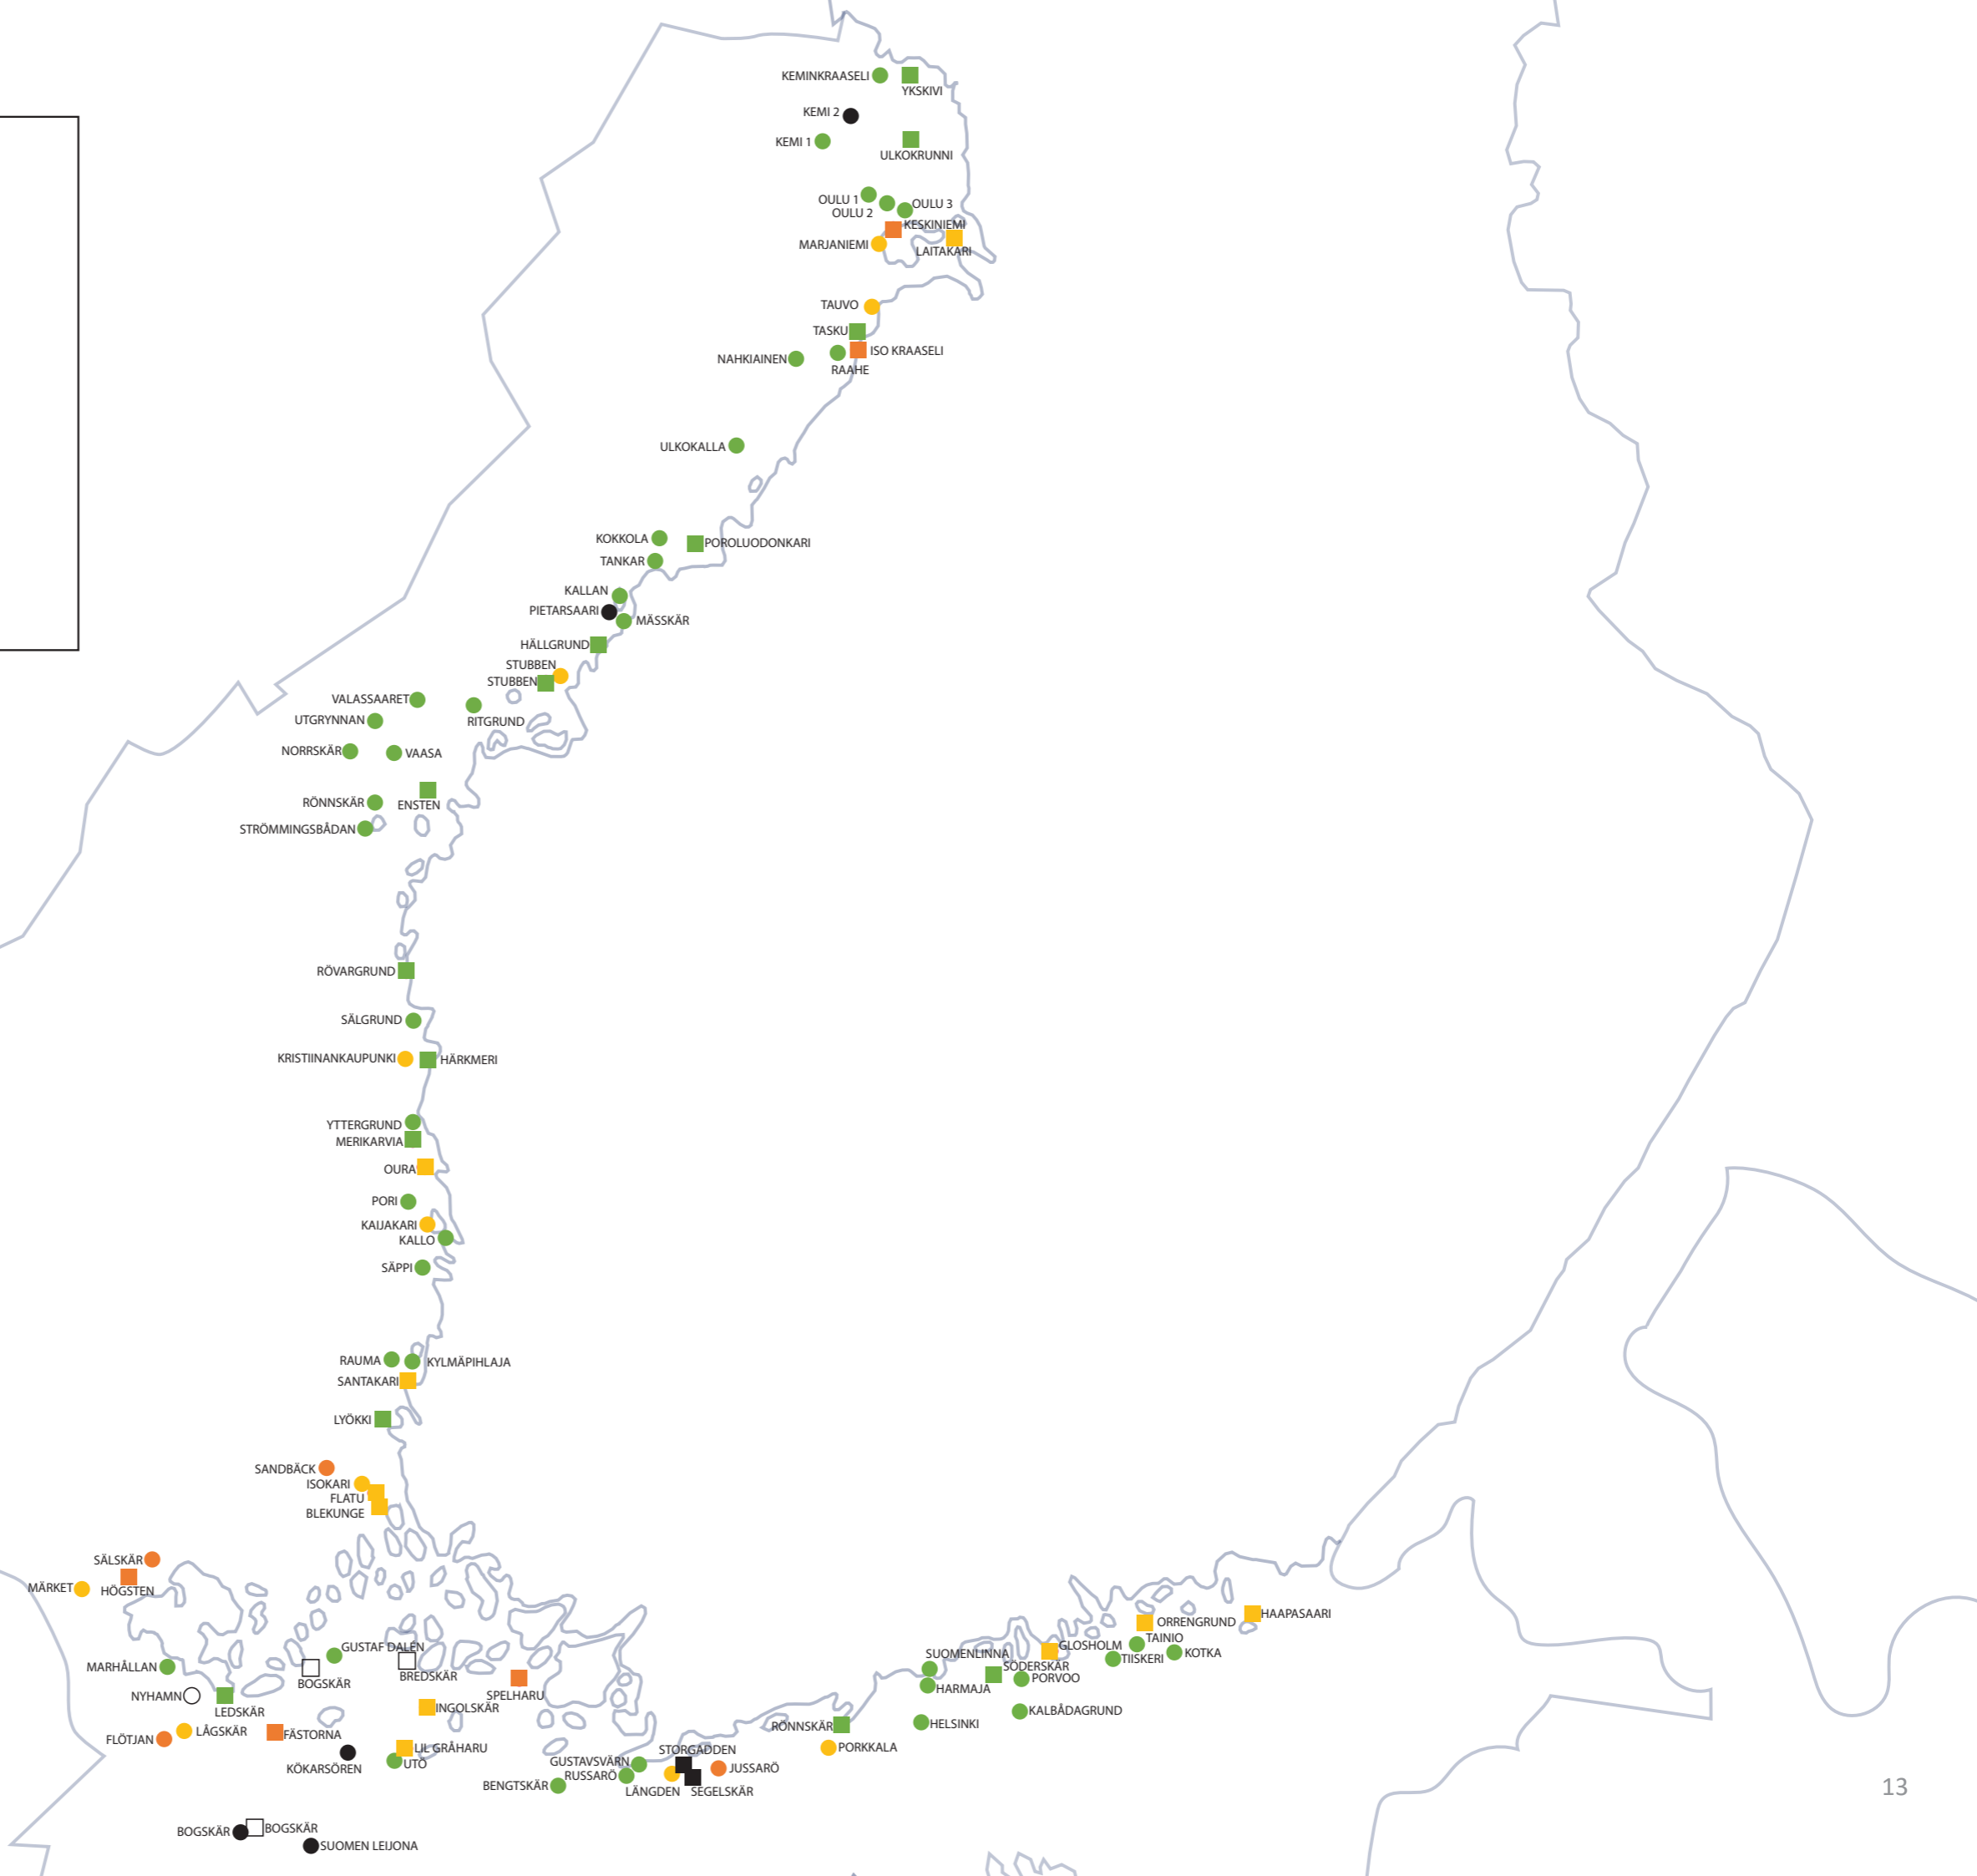 KEMINKRAASELI
YKSKIVI
KEMI 2
KEMI 1
ULKOKRUNNI
OULU 1
OULU 3
OULU 2
KESKINIEMI
MARJANIEMI
LAITAKARI
TAUVO
TASKU
ISO KRAASELI
NAHKIAINEN
RAAHE
ULKOKALLA
KOKKOLA
POROLUODONKARI
TANKAR
KALLAN
PIETARSAARI
MÄSSKÄR
HÄLLGRUND
STUBBEN
STUBBEN
VALASSAARET
UTGRYNNAN
RITGRUND
NORRSKÄR
VAASA
RÖNNSKÄR
ENSTEN
STRÖMMINGSBÅDAN
RÖVARGRUND
SÄLGRUND
KRISTIINANKAUPUNKI
HÄRKMERI
YTTERGRUND
MERIKARVIA
OURA
PORI
KAIJAKARI
KALLO
SÄPPI
RAUMA
KYLMÄPIHLAJA
SANTAKARI
LYÖKKI
SANDBÄCK
ISOKARI
FLATU
BLEKUNGE
SÄLSKÄR
MÄRKET
HÖGSTEN
HAAPASAARI
ORRENGRUND
TAINIO
GLOSHOLM
GUSTAF DALÉN
SUOMENLINNA
KOTKA
TIISKERI
MARHÅLLAN
BOGSKÄR
BREDSKÄR
SÖDERSKÄR
PORVOO
HARMAJA
NYHAMN
SPELHARU
LEDSKÄR
INGOLSKÄR
KALBÅDAGRUND
HELSINKI
RÖNNSKÄR
LÅGSKÄR
FLÖTJAN
FÄSTORNA
LIL GRÅHARU
PORKKALA
STORGADDEN
KÖKARSÖREN
UTÖ
GUSTAVSVÄRN
JUSSARÖ
RUSSARÖ
BENGTSKÄR
LÄNGDEN
SEGELSKÄR
13
BOGSKÄR
BOGSKÄR
SUOMEN LEIJONA